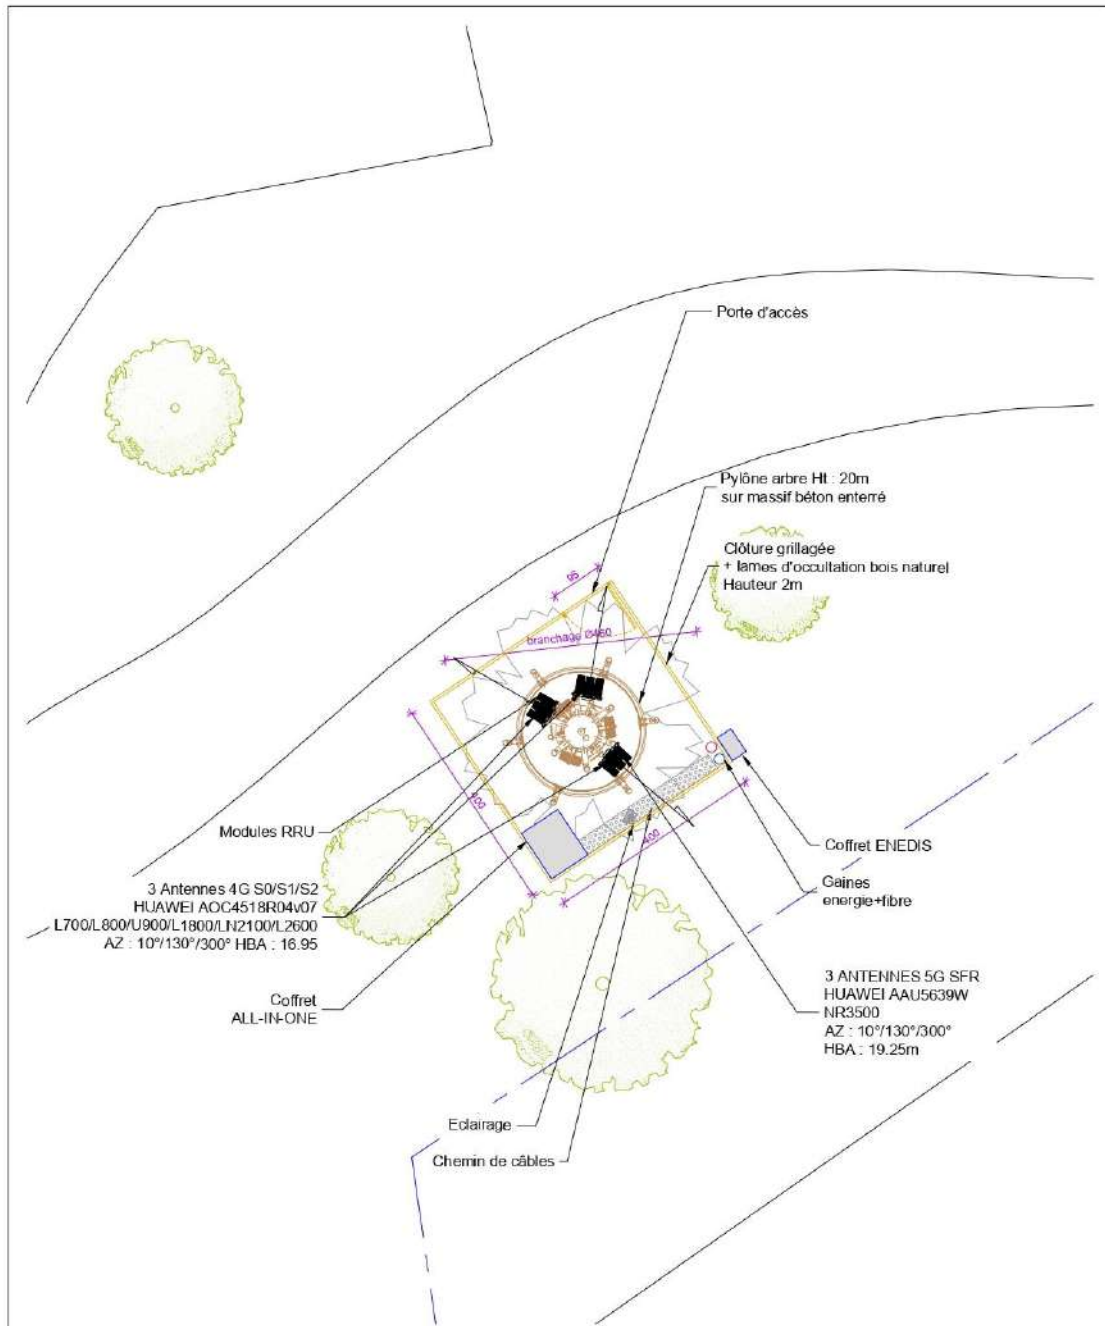 Porte d'accès
Pylône arbre Ht : 20m
sur massif béton enterré
Clôture grillagée
+ lames d'occultation bois naturel
Hauteur 2m
branchage Ø460
400
Modules RRU
Coffret ENEDIS
Gaines
energie+fibre
3 Antennes 4G S0/S1/S2
HUAWEI AOC4518R04v07
L700/L800/U900/L1800/LN2100/L2600
AZ : 10°/130°/300° HBA : 16.95
Coffret
ALL-IN-ONE
3 ANTENNES 5G SFR
HUAWEI AAU5639W
NR3500
AZ : 10°/130°/300°
HBA : 19.25m
Eclairage
Chemin de câbles